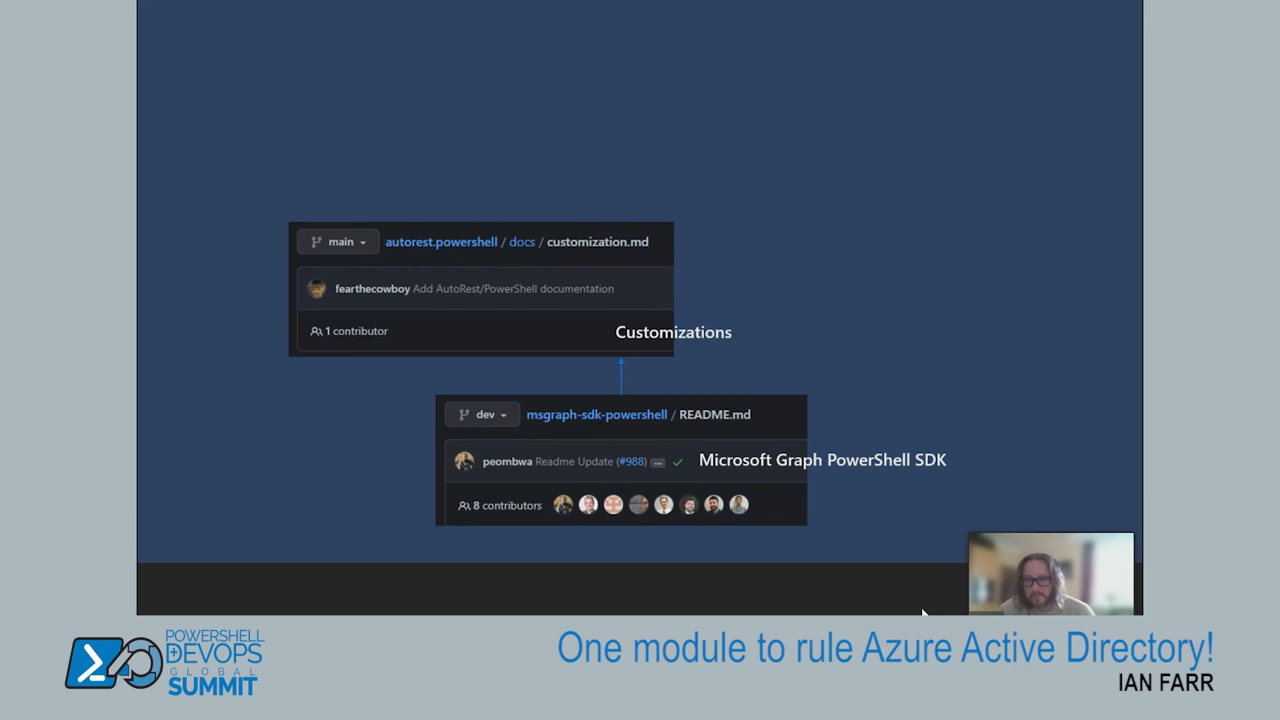 main
autorest.powershell / docs / customization.md
fearthecowboy Add AutoRest/PowerShell documentation
1 contributor
Customizations
dev
msgraph-sdk-powershell / README.md
peombwa Readme Update (#988) ...
Microsoft Graph PowerShell SDK
8 contributors
POWERSHELL
DEVOPS
GLOBAL
SUMMIT
One module to rule Azure Active Directory!
IAN FARR